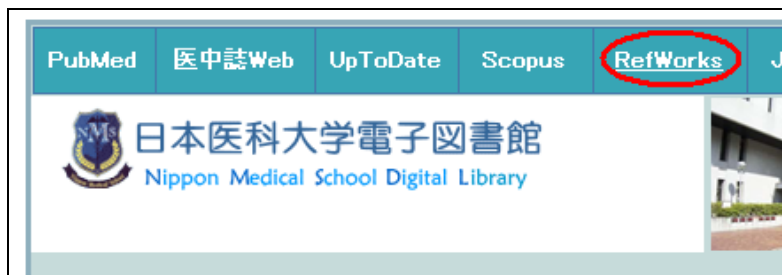 PubMed 医中誌Web UpToDate Scopus RefWorks J
NMS
日本医科大学電子図書館
Nippon Medical School Digital Library